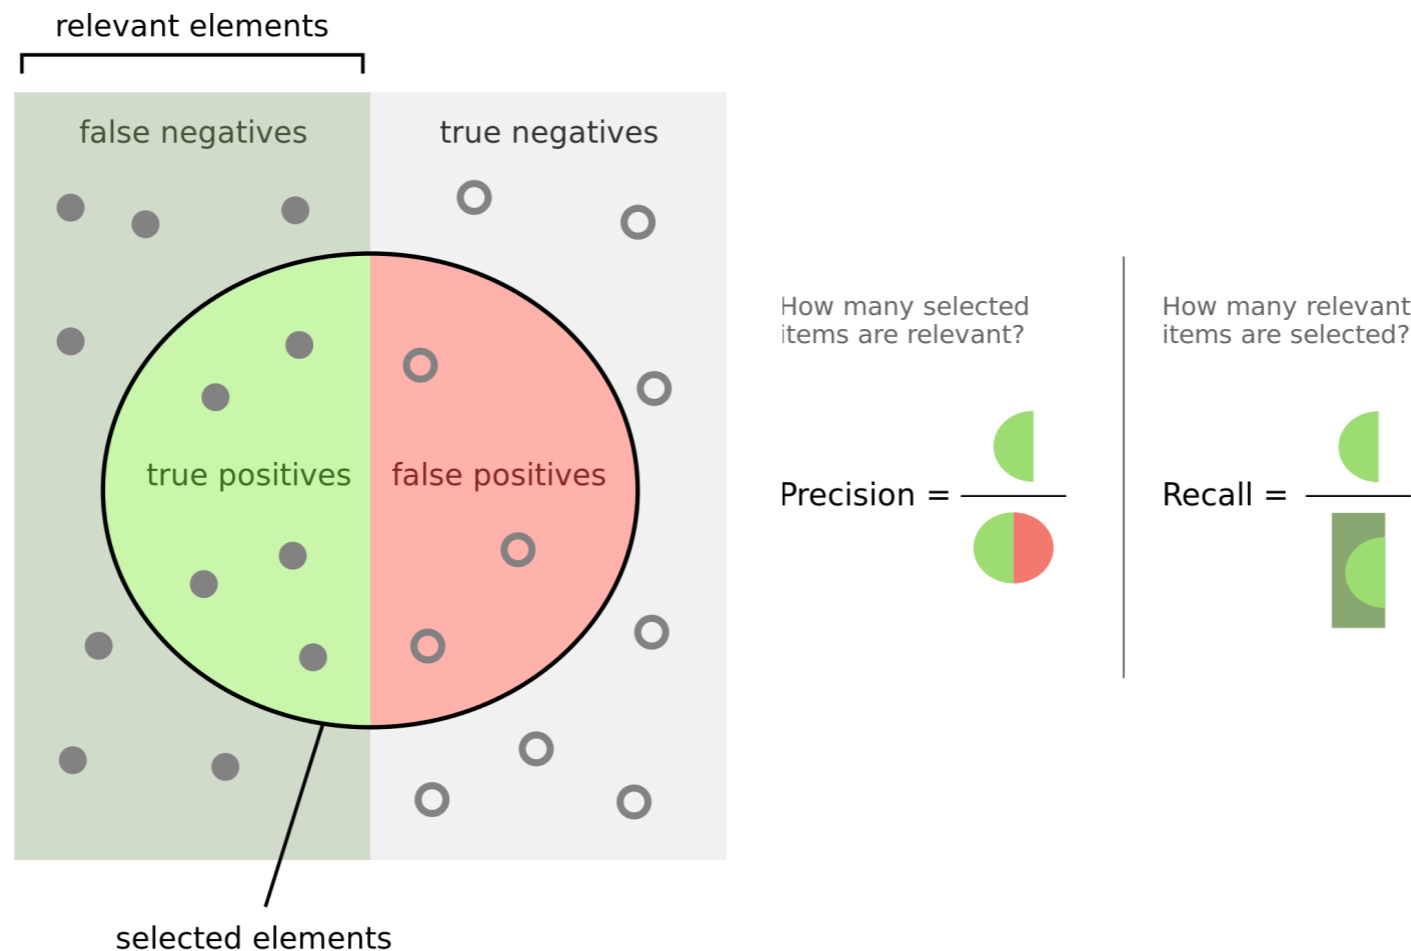 relevant elements
false negatives
true negatives
true positives
false positives
selected elements
How many selected
items are relevant?
Precision =
How many relevant
items are selected?
Recall =